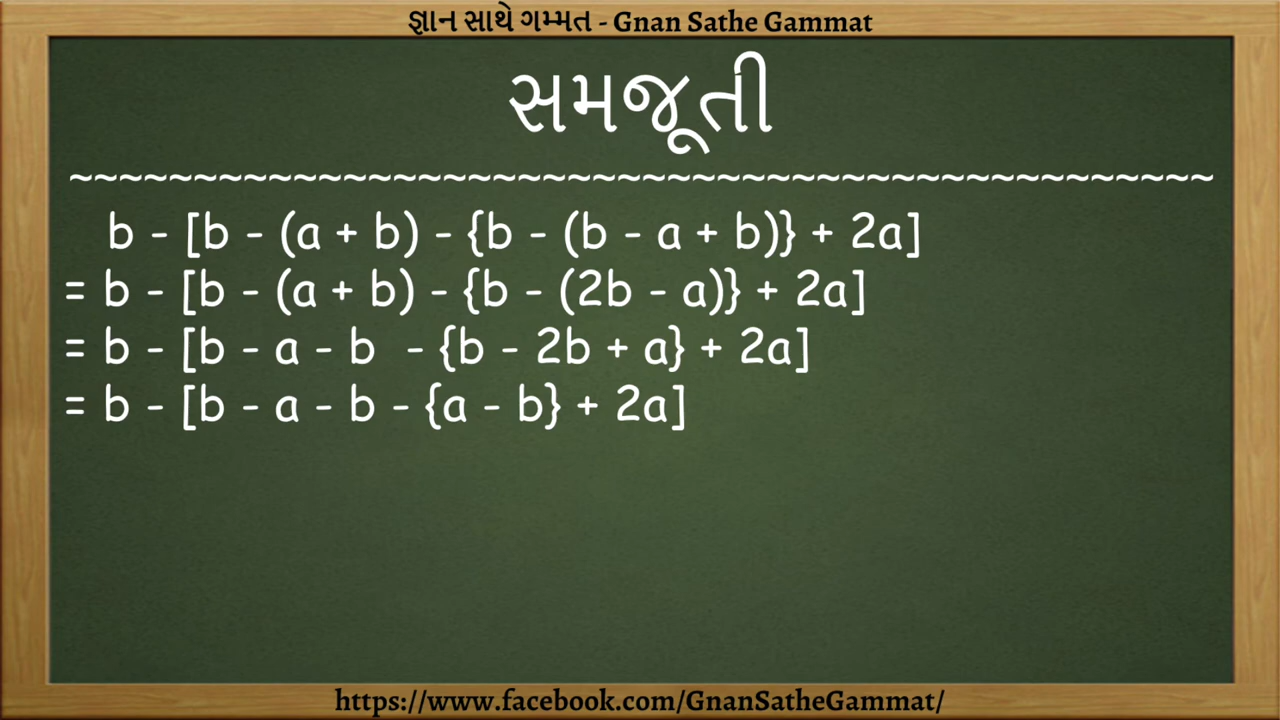 જ્ઞાન સાથે ગમ્મત - Gnan Sathe Gammat
સમજૂતી
~~~~~~~~~~~~~~~~~~~~~~~~~~~~~~~~~~~~~~~~~~~~~~
b - [b - (a + b) - {b - (b - a + b)} + 2a]
= b - [b - (a + b) - {b - (2b - a)} + 2a]
= b - [b - a - b - {b - 2b + a} + 2a]
= b - [b - a - b - {a - b} + 2a]
https://www.facebook.com/GnanSatheGammat/